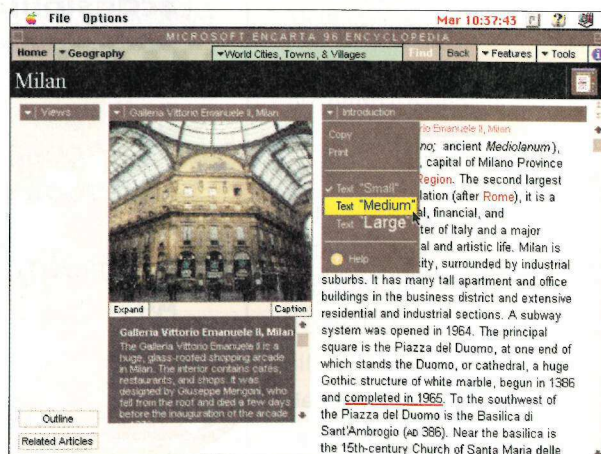 File Options Mar 10:37:43
MICROSOFT ENCARTA 96 ENCYCLOPEDIA
Home Geography World Cities, Towns, & Villages Find Back Features Tools
Milan
Views
Galleria Vittorio Emanuele II, Milan
Introduction
Copy
Print
Text "Small"
Text "Medium"
Text "Large"
Help
Emanuele II, Milan
no; ancient Mediolanum),
, capital of Milano Province
Region. The second largest
lation (after Rome), it is a
al, financial, and
ter of Italy and a major
al and artistic life. Milan is
ity, surrounded by industrial
suburbs. It has many tall apartment and office
buildings in the business district and extensive
residential and industrial sections. A subway
system was opened in 1964. The principal
square is the Piazza del Duomo, at one end of
which stands the Duomo, or cathedral, a huge
Gothic structure of white marble, begun in 1386
and completed in 1965. To the southwest of
the Piazza del Duomo is the Basilica di
Sant'Ambrogio (AD 386). Near the basilica is
the 15th-century Church of Santa Maria delle
Expand Caption
Galleria Vittorio Emanuele II, Milan
The Galleria Vittorio Emanuele II is a
huge, glass-roofed shopping arcade
in Milan. The interior contains cafés,
restaurants, and shops. It was
designed by Giuseppe Mengoni, who
fell from the roof and died a few days
before the inauguration of the arcade
Outline
Related Articles